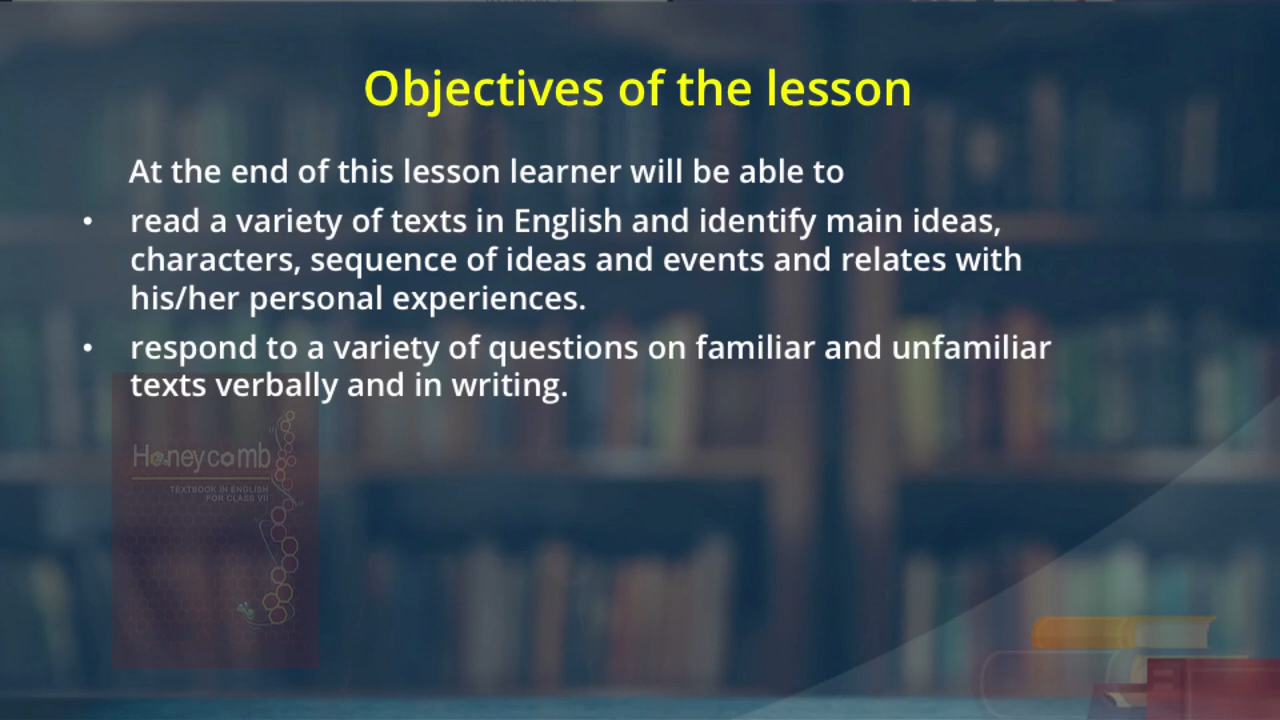 Objectives of the lesson
At the end of this lesson learner will be able to
• read a variety of texts in English and identify main ideas,
characters, sequence of ideas and events and relates with
his/her personal experiences.
• respond to a variety of questions on familiar and unfamiliar
texts verbally and in writing.
Honeycomb
TEXTBOOK IN ENGLISH
FOR CLASS VII